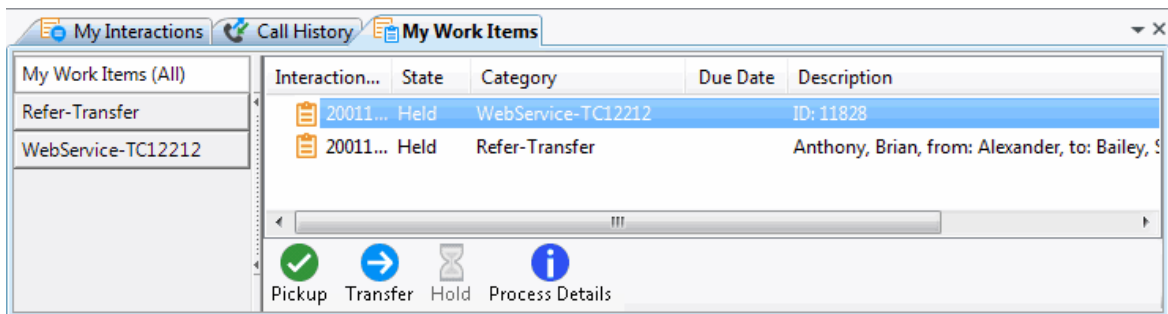 My Interactions Call History My Work Items
My Work Items (All)
Refer-Transfer
WebService-TC12212
Interaction... State Category Due Date Description
20011... Held WebService-TC12212 ID: 11828
20011... Held Refer-Transfer Anthony, Brian, from: Alexander, to: Bailey,
Pickup Transfer Hold Process Details